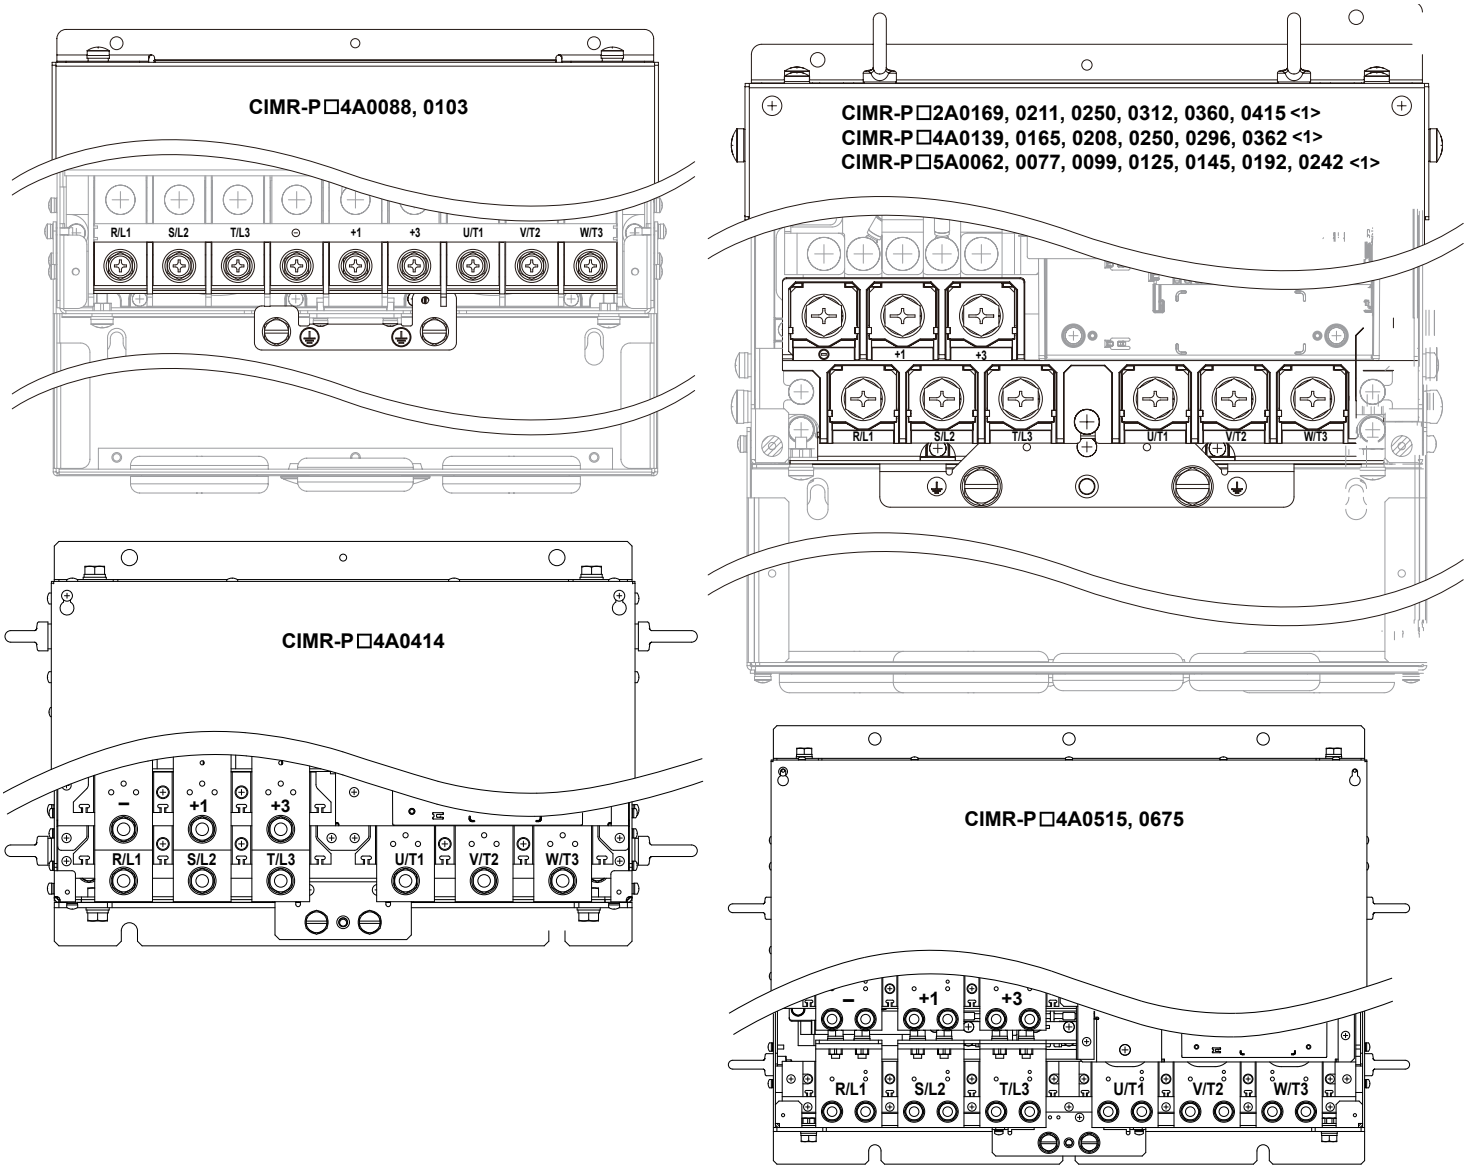 CIMR-P□4A0088, 0103
R/L1 S/L2 T/L3 ⊖ +1 +3 U/T1 V/T2 W/T3
CIMR-P□2A0169, 0211, 0250, 0312, 0360, 0415 <1>
CIMR-P□4A0139, 0165, 0208, 0250, 0296, 0362 <1>
CIMR-P□5A0062, 0077, 0099, 0125, 0145, 0192, 0242 <1>
⊖ +1 +3
R/L1 S/L2 T/L3 U/T1 V/T2 W/T3
CIMR-P□4A0414
− +1 +3
R/L1 S/L2 T/L3 U/T1 V/T2 W/T3
CIMR-P□4A0515, 0675
− +1 +3
R/L1 S/L2 T/L3 U/T1 V/T2 W/T3